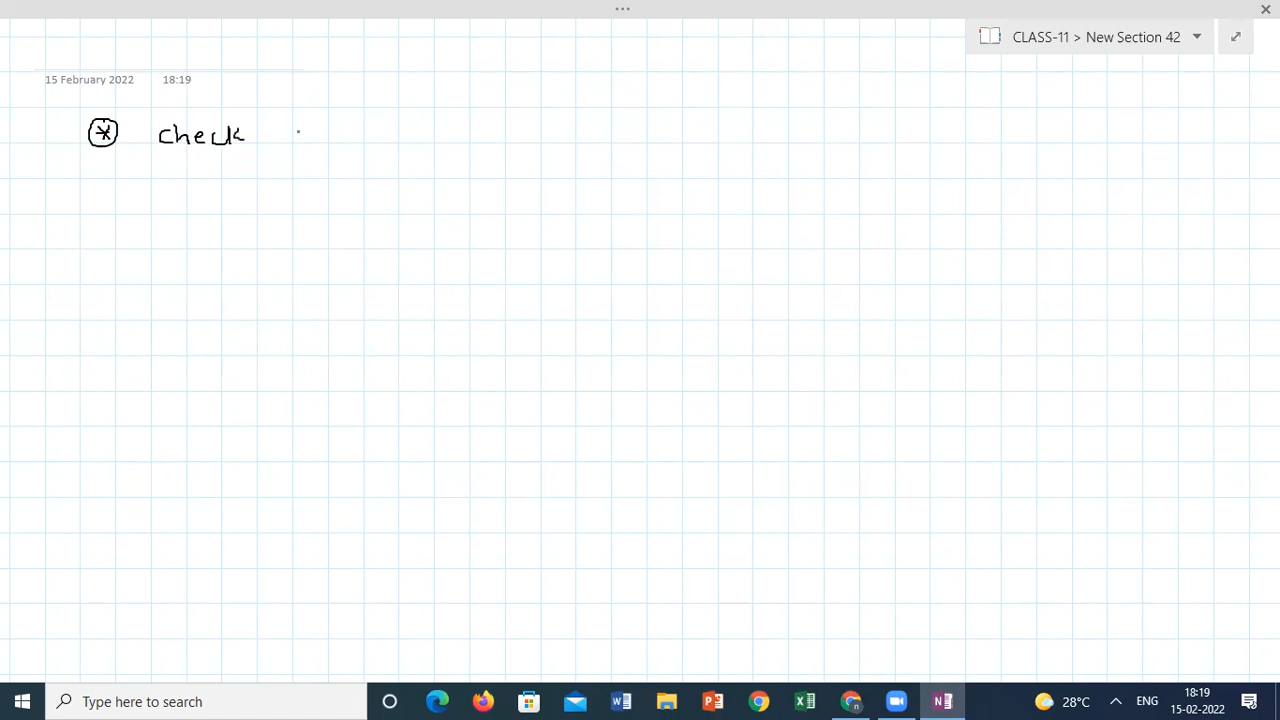 CLASS-11 > New Section 42
15 February 2022 18:19
* check
Type here to search
28°C ENG 18:19
15-02-2022